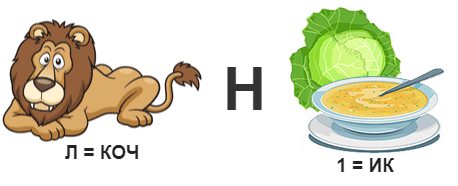 Н
Л = КОЧ
1 = ИК